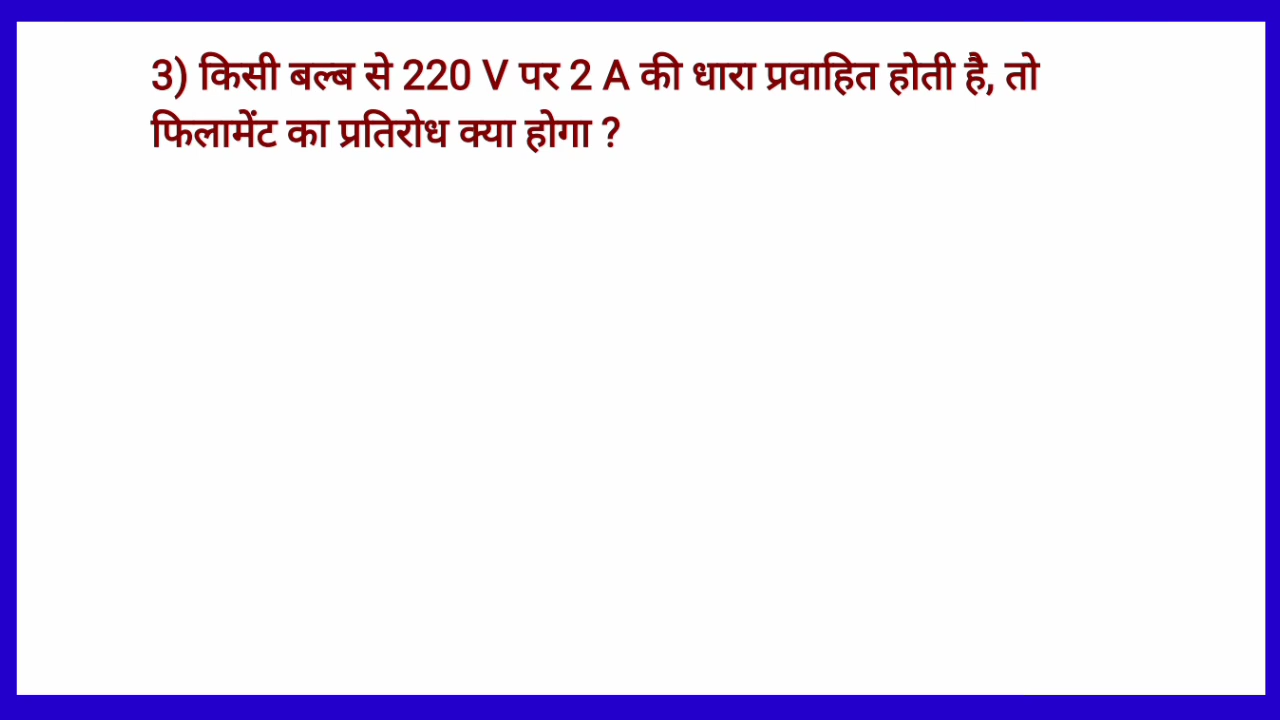 3) किसी बल्ब से 220 V पर 2 A की धारा प्रवाहित होती है, तो
फिलामेंट का प्रतिरोध क्या होगा ?